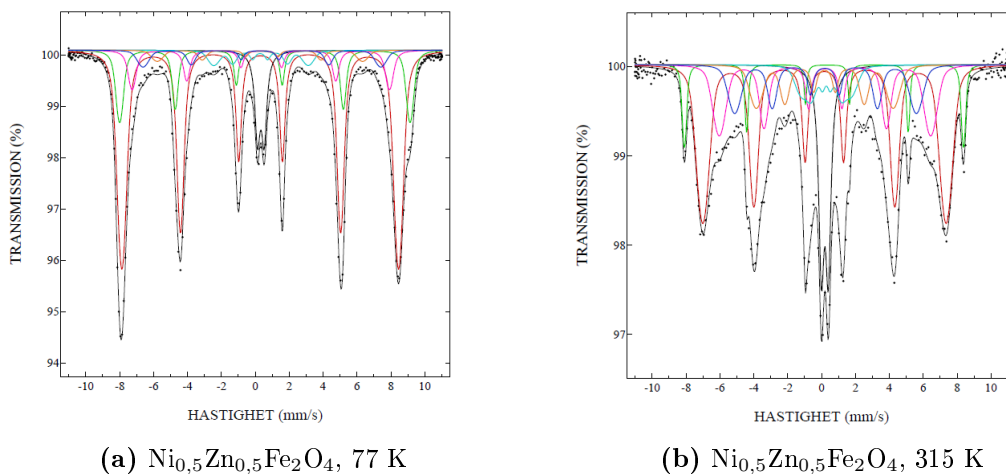 TRANSMISSION (%)
100
99
98
97
96
95
94
-10 -8 -6 -4 -2 0 2 4 6 8 10
HASTIGHET (mm/s)
(a) Ni0,5Zn0,5Fe2O4, 77 K
TRANSMISSION (%)
100
99
98
97
-10 -8 -6 -4 -2 0 2 4 6 8 10
HASTIGHET (mm/s)
(b) Ni0,5Zn0,5Fe2O4, 315 K